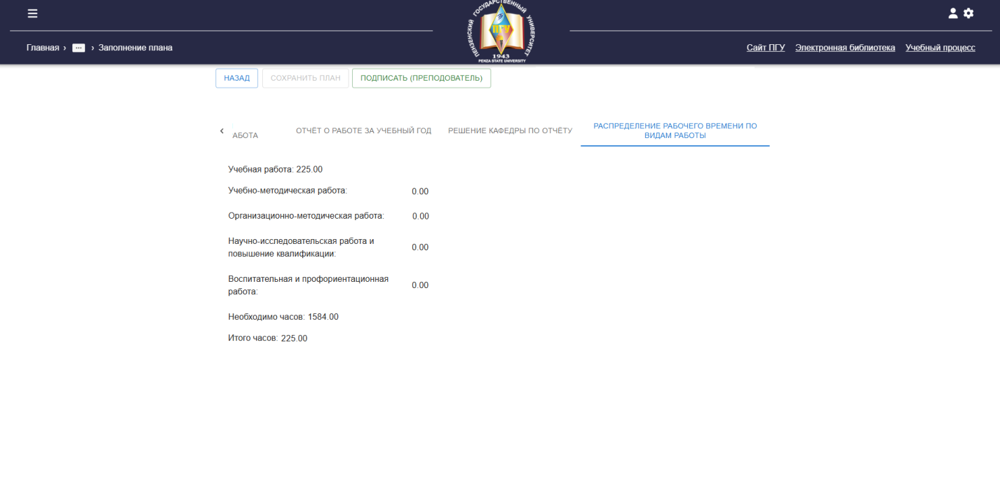 ПЕНЗЕНСКИЙ ГОСУДАРСТВЕННЫЙ УНИВЕРСИТЕТ
ПГУ
1943
PENZA STATE UNIVERSITY
Главная › ... › Заполнение плана
Сайт ПГУ Электронная библиотека Учебный процесс
НАЗАД СОХРАНИТЬ ПЛАН ПОДПИСАТЬ (ПРЕПОДОВАТЕЛЬ)
АБОТА
ОТЧЁТ О РАБОТЕ ЗА УЧЕБНЫЙ ГОД
РЕШЕНИЕ КАФЕДРЫ ПО ОТЧЁТУ
РАСПРЕДЕЛЕНИЕ РАБОЧЕГО ВРЕМЕНИ ПО
ВИДАМ РАБОТЫ
Учебная работа: 225.00
Учебно-методическая работа: 0.00
Организационно-методическая работа: 0.00
Научно-исследовательская работа и
повышение квалификации: 0.00
Воспитательная и профориентационная
работа: 0.00
Необходимо часов: 1584.00
Итого часов: 225.00